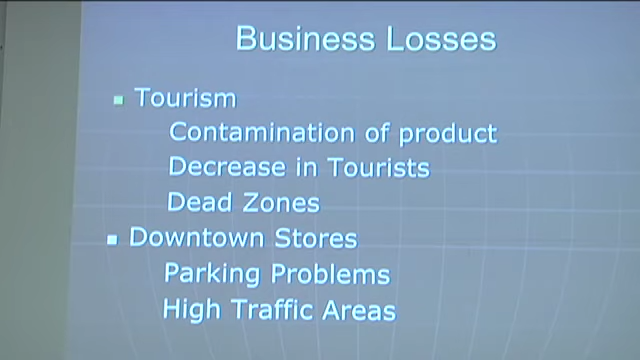 Business Losses
Tourism
Contamination of product
Decrease in Tourists
Dead Zones
Downtown Stores
Parking Problems
High Traffic Areas